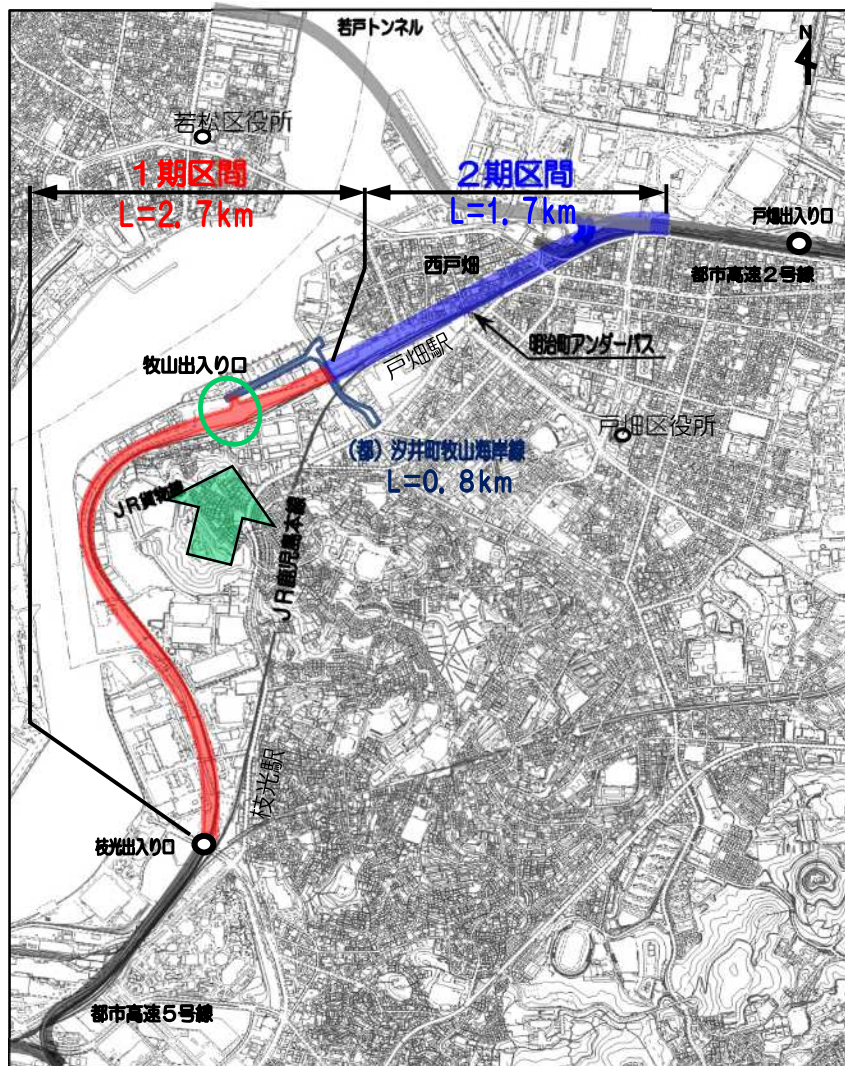 若戸トンネル
N
若松区役所
1期区間
L=2.7km
2期区間
L=1.7km
戸畑出入り口
都市高速2号線
西戸畑
明治町アンダーパス
戸畑駅
牧山出入り口
戸畑区役所
(都)汐井町牧山海岸線
L=0.8km
JR貨物線
JR鹿児島本線
枝光駅
枝光出入り口
都市高速5号線